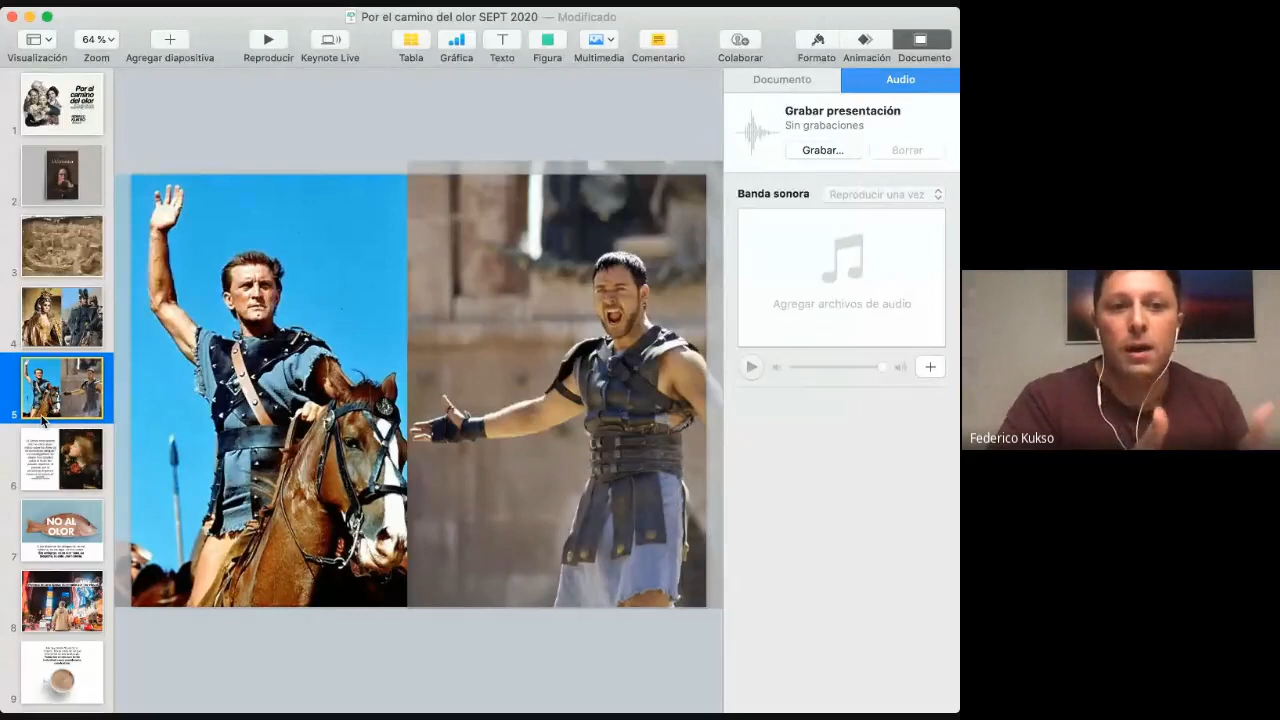 Por el camino del olor SEPT 2020 — Modificado
64 %
Visualización Zoom Agregar diapositiva Reproducir Keynote Live Tabla Gráfica Texto Figura Multimedia Comentario Colaborar Formato Animación Documento
Documento Audio
Grabar presentación
Sin grabaciones
Grabar... Borrar
Banda sonora Reproducir una vez
Agregar archivos de audio
Por el
camino
del olor
1
2
3
4
5
6
NO AL
OLOR
7
8
9
Federico Kukso